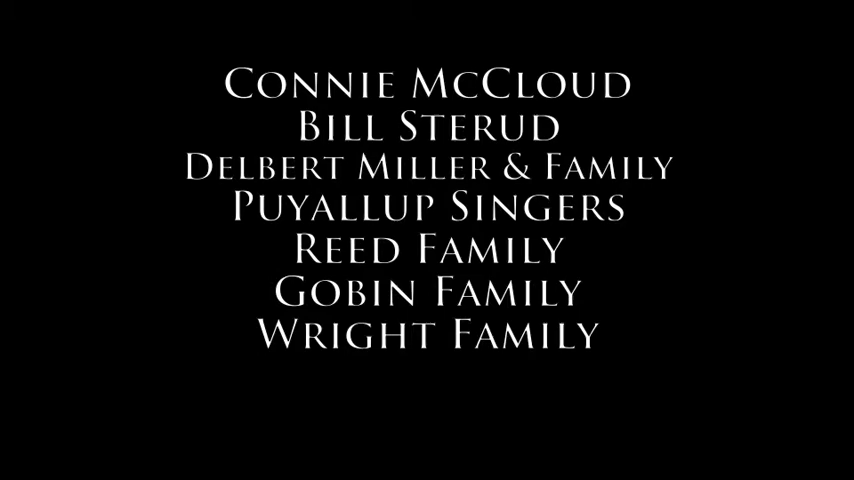 Connie McCloud
Bill Sterud
Delbert Miller & Family
Puyallup Singers
Reed Family
Gobin Family
Wright Family